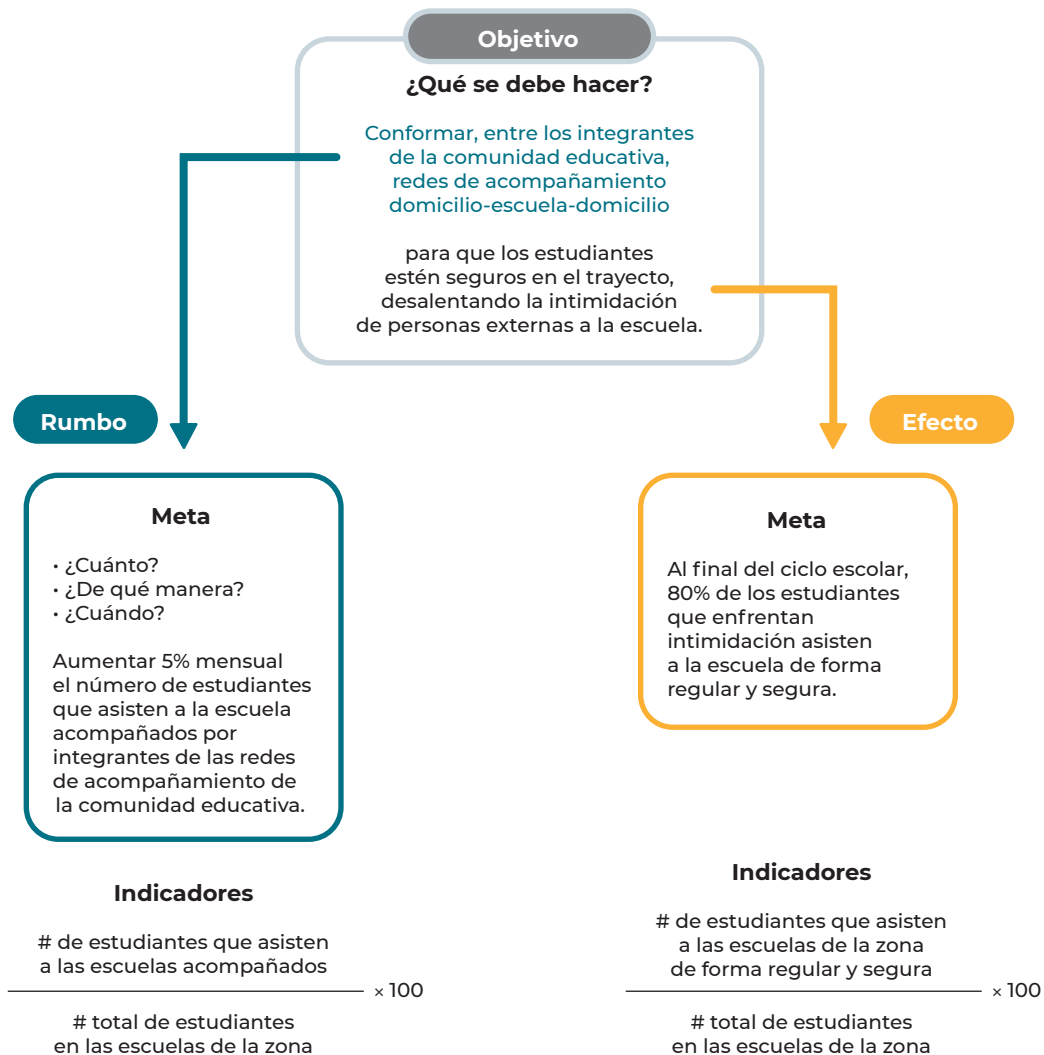 Objetivo
¿Qué se debe hacer?
Conformar, entre los integrantes
de la comunidad educativa,
redes de acompañamiento
domicilio-escuela-domicilio
para que los estudiantes
estén seguros en el trayecto,
desalentando la intimidación
de personas externas a la escuela.
Rumbo
Meta
• ¿Cuánto?
• ¿De qué manera?
• ¿Cuándo?
Aumentar 5% mensual
el número de estudiantes
que asisten a la escuela
acompañados por
integrantes de las redes
de acompañamiento de
la comunidad educativa.
Indicadores
# de estudiantes que asisten
a las escuelas acompañados
× 100
# total de estudiantes
en las escuelas de la zona
Efecto
Meta
Al final del ciclo escolar,
80% de los estudiantes
que enfrentan
intimidación asisten
a la escuela de forma
regular y segura.
Indicadores
# de estudiantes que asisten
a las escuelas de la zona
de forma regular y segura
× 100
# total de estudiantes
en las escuelas de la zona